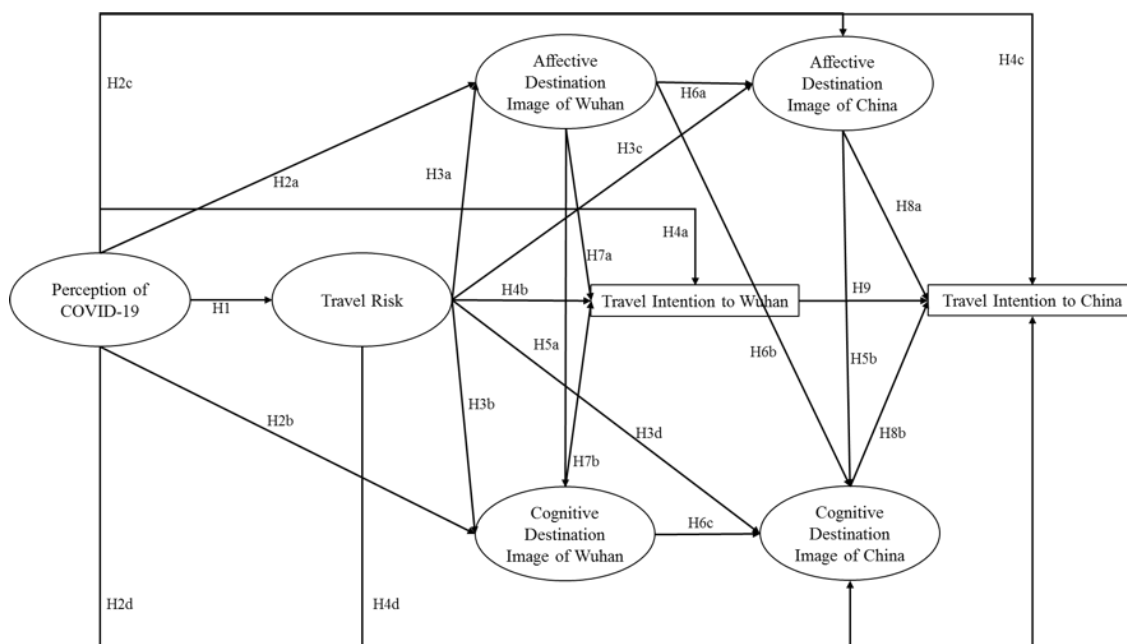 H2c
Affective
Destination
Image of Wuhan
H6a
Affective
Destination
Image of China
H4c
H3c
H3a
H2a
H8a
H4a
H7a
Perception of
COVID-19
H1
Travel Risk
H4b
Travel Intention to Wuhan
H9
Travel Intention to China
H5a
H6b
H5b
H3b
H2b
H3d
H8b
H7b
Cognitive
Destination
Image of Wuhan
H6c
Cognitive
Destination
Image of China
H2d
H4d